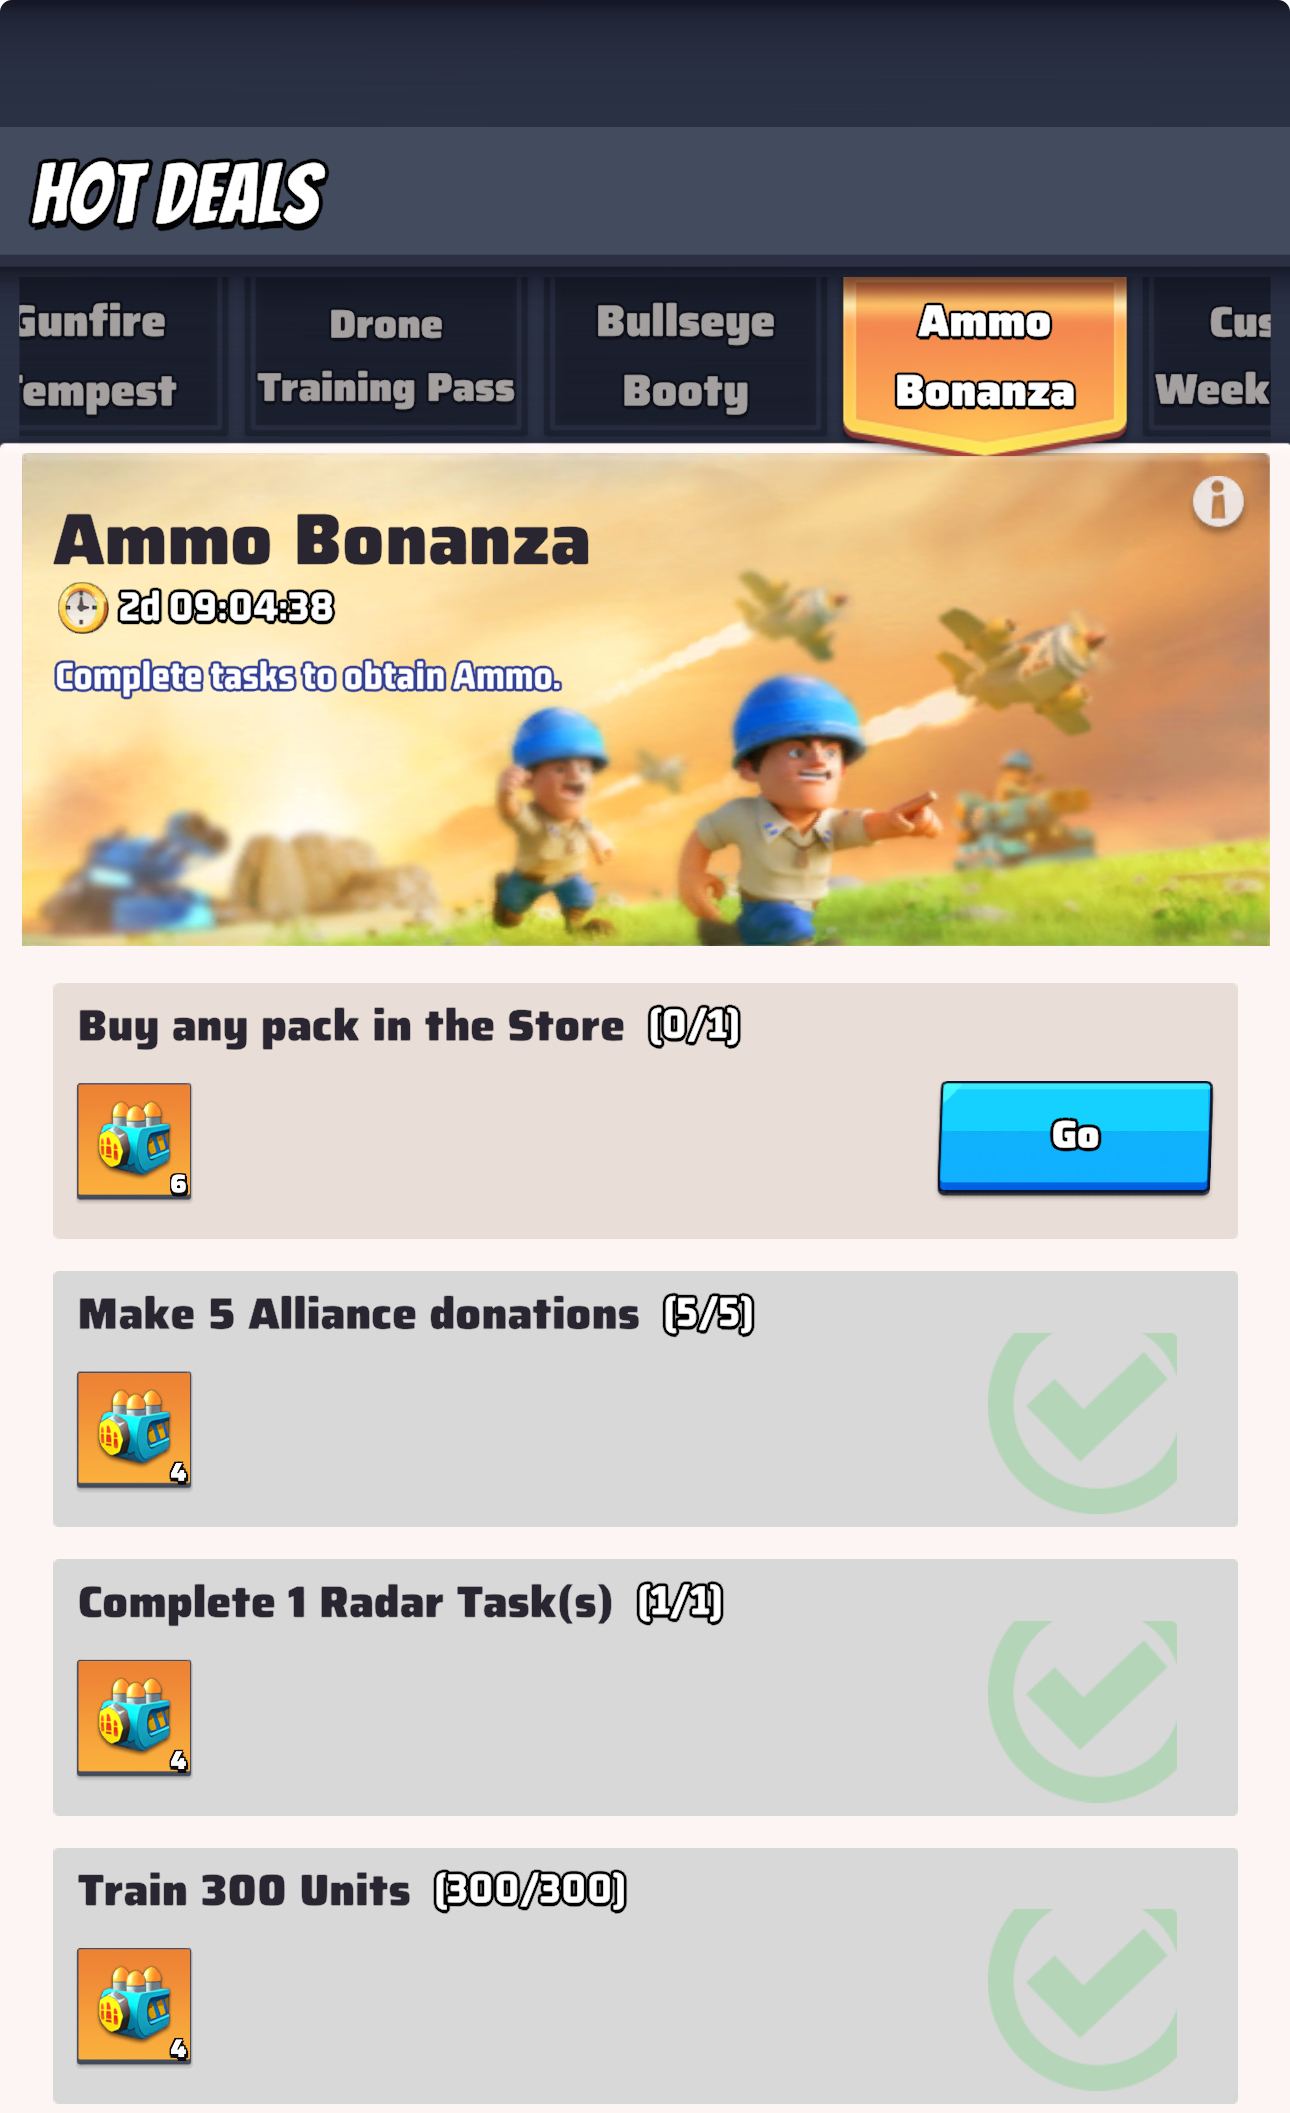 HOT DEALS
Gunfire
Tempest
Drone
Training Pass
Bullseye
Booty
Ammo
Bonanza
Cus
Week
Ammo Bonanza
2d 09:04:38
Complete tasks to obtain Ammo.
Buy any pack in the Store (0/1)
6
Go
Make 5 Alliance donations (5/5)
4
Complete 1 Radar Task(s) (1/1)
4
Train 300 Units (300/300)
4